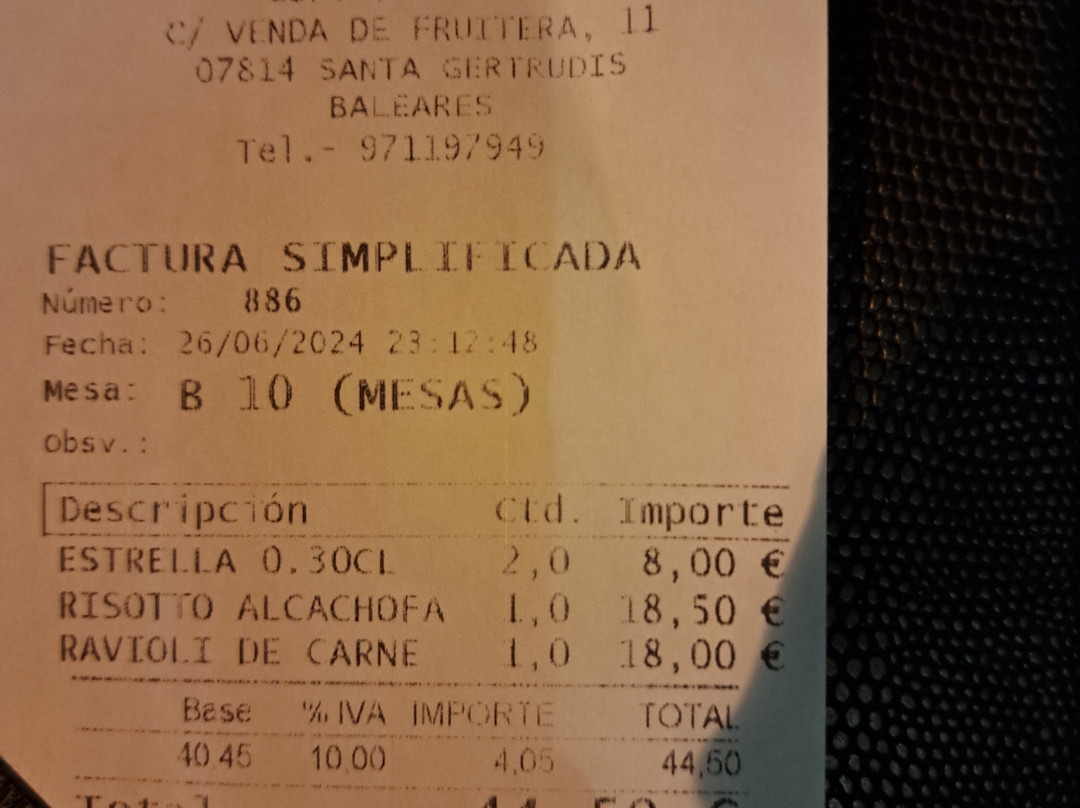 C/ VENDA DE FRUITERA, 11
07814 SANTA GERTRUDIS
BALEARES
Tel.- 971197949
FACTURA SIMPLIFICADA
Número: 886
Fecha: 26/06/2024 23:12:48
Mesa: B 10 (MESAS)
Obsv.:
Descripción Ctd. Importe
ESTRELLA 0.30CL 2,0 8,00 €
RISOTTO ALCACHOFA 1,0 18,50 €
RAVIOLI DE CARNE 1,0 18,00 €
Base % IVA IMPORTE TOTAL
40,45 10,00 4,05 44,50
Total 44,50 €